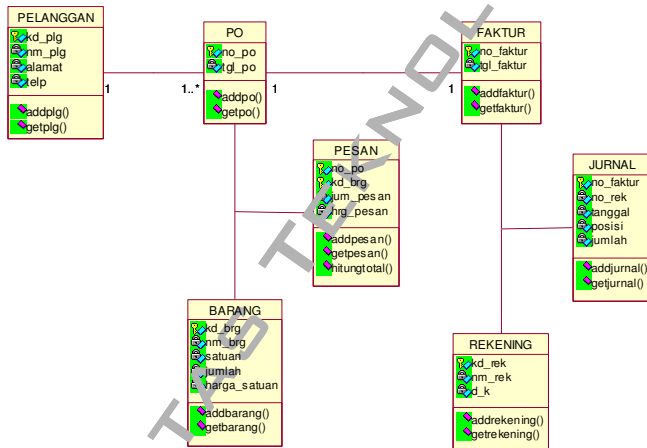 PELANGGAN
kd_plg
nm_plg
alamat
telp
addplg()
getplg()
1
1..*
PO
no_po
tgl_po
addpo()
getpo()
1
1
FAKTUR
no_faktur
tgl_faktur
addfaktur()
getfaktur()
PESAN
no_po
kd_brg
jum_pesan
hrg_pesan
addpesan()
getpesan()
hitungtotal()
JURNAL
no_faktur
no_rek
tanggal
posisi
jumlah
addjurnal()
getjurnal()
BARANG
kd_brg
nm_brg
satuan
jumlah
harga_satuan
addbarang()
getbarang()
REKENING
kd_rek
nm_rek
d_k
addrekening()
getrekening()
TAS TEKNOL